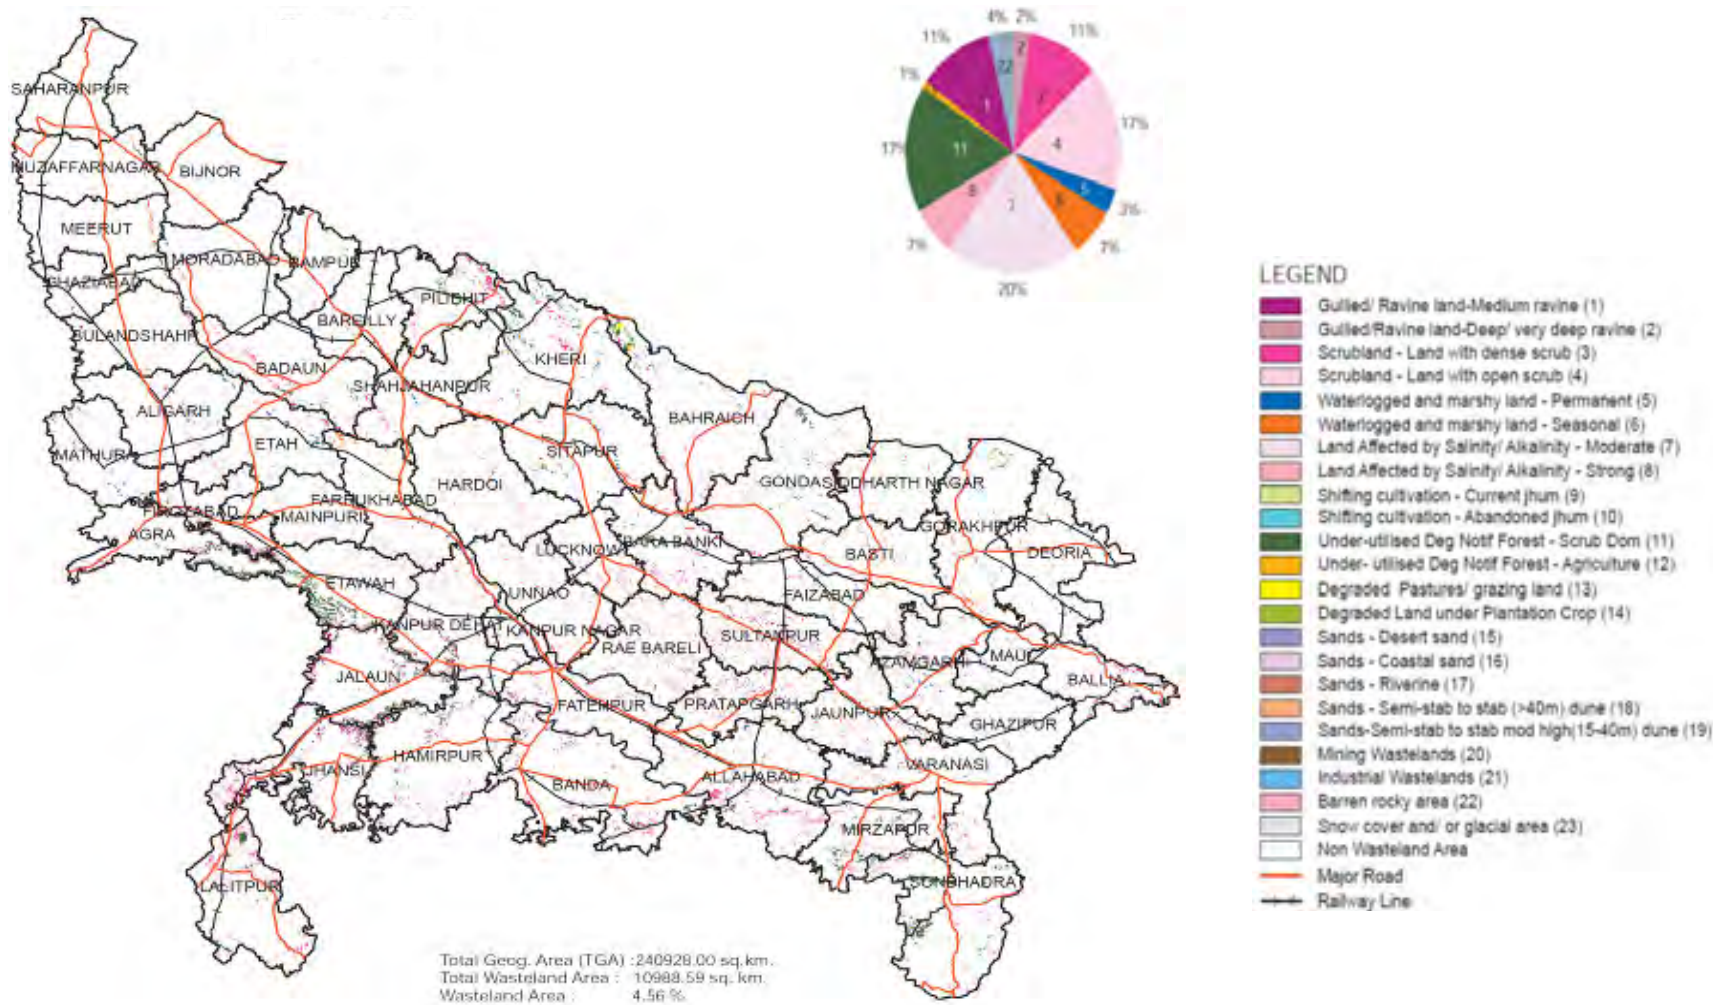 4% 2%
11% 11%
1%
17%
17%
3%
7%
7%
20%
22
2
1
4
11
5
8
SAHARANPUR
MUZAFFARNAGAR
BIJNOR
MEERUT
MORADABAD
RAMPUR
GHAZIABAD
PILIBHIT
BAREILLY
BULANDSHAHR
KHERI
BADAUN
SHAHJAHANPUR
ALIGARH
BAHRAICH
ETAH
MATHURA
SITAPUR
HARDOI
GONDA
SIDDHARTH NAGAR
FARRUKHABAD
FIROZABAD
MAINPURI
AGRA
GORAKHPUR
LUCKNOW
BARA BANKI
BASTI
DEORIA
ETAWAH
UNNAO
FAIZABAD
KANPUR DEHAT
KANPUR NAGAR
RAE BARELI
SULTANPUR
AZAMGARH
MAU
JALAUN
BALLIA
FATEHPUR
PRATAPGARH
JAUNPUR
GHAZIPUR
HAMIRPUR
JHANSI
BANDA
ALLAHABAD
VARANASI
MIRZAPUR
LALITPUR
SONBHADRA
Total Geog. Area (TGA) :240928.00 sq.km.
Total Wasteland Area : 10988.59 sq. km.
Wasteland Area : 4.56 %
LEGEND
Gullied/ Ravine land-Medium ravine (1)
Gullied/Ravine land-Deep/ very deep ravine (2)
Scrubland - Land with dense scrub (3)
Scrubland - Land with open scrub (4)
Waterlogged and marshy land - Permanent (5)
Waterlogged and marshy land - Seasonal (6)
Land Affected by Salinity/ Alkalinity - Moderate (7)
Land Affected by Salinity/ Alkalinity - Strong (8)
Shifting cultivation - Current jhum (9)
Shifting cultivation - Abandoned jhum (10)
Under-utilised Deg Notif Forest - Scrub Dom (11)
Under- utilised Deg Notif Forest - Agriculture (12)
Degraded Pastures/ grazing land (13)
Degraded Land under Plantation Crop (14)
Sands - Desert sand (15)
Sands - Coastal sand (16)
Sands - Riverine (17)
Sands - Semi-stab to stab (>40m) dune (18)
Sands-Semi-stab to stab mod high(15-40m) dune (19)
Mining Wastelands (20)
Industrial Wastelands (21)
Barren rocky area (22)
Snow cover and/ or glacial area (23)
Non Wasteland Area
Major Road
Railway Line